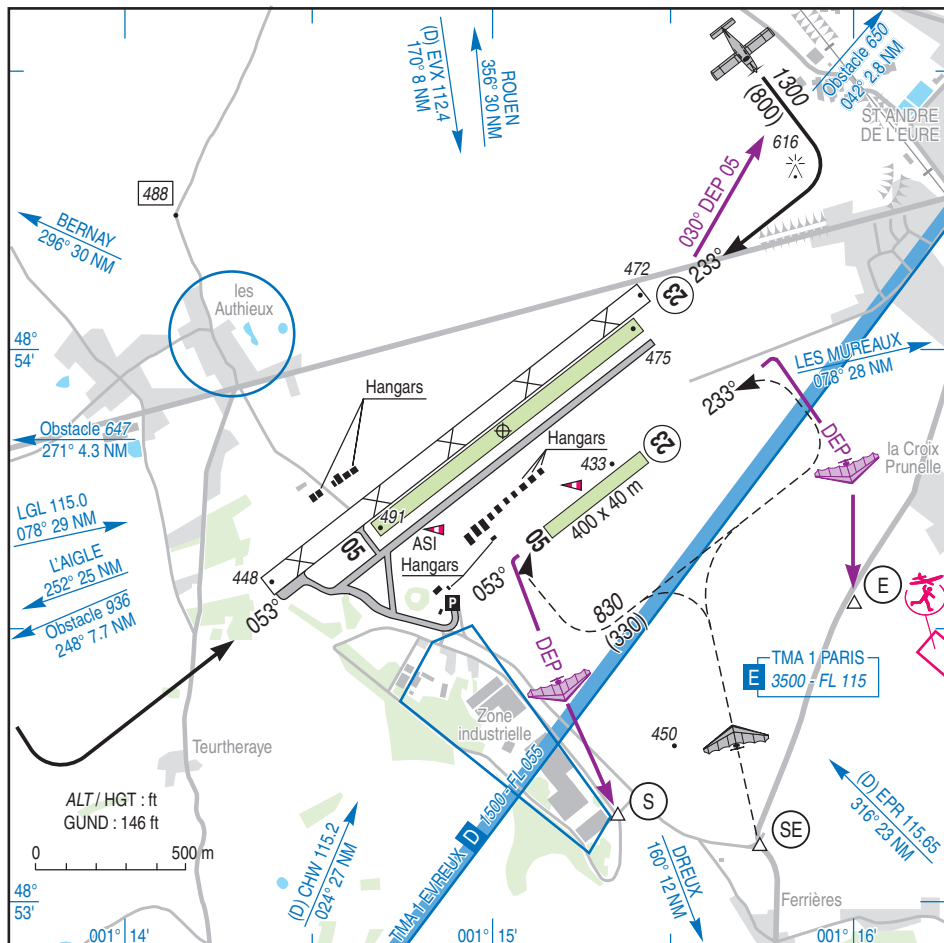 (D) EVX 112.4
170° 8 NM
ROUEN
356° 30 NM
1300
(800)
Obstacle 650
042° 2.8 NM
ST ANDRE
DE L'EURE
616
488
030° DEP 05
BERNAY
296° 30 NM
233°
472
23
les
Authieux
48°
54'
475
LES MUREAUX
078° 28 NM
Hangars
233°
DEP
Obstacle 647
271° 4.3 NM
Hangars
23
433
la Croix
Prunelle
400 x 40 m
LGL 115.0
078° 29 NM
491
ASI
05
05
L'AIGLE
252° 25 NM
Hangars
448
053°
053°
P
E
Obstacle 936
248° 7.7 NM
830
(330)
DEP
TMA 1 PARIS
E
3500 - FL 115
Zone
industrielle
450
Teurtheraye
ALT / HGT : ft
GUND : 146 ft
0
500 m
S
SE
(D) EPR 115.65
316° 23 NM
(D) CHW 115.2
024° 27 NM
TMA 1 EVREUX D 1500 - FL 055
DREUX
160° 12 NM
Ferrières
48°
53'
001° 14'
001° 15'
001° 16'